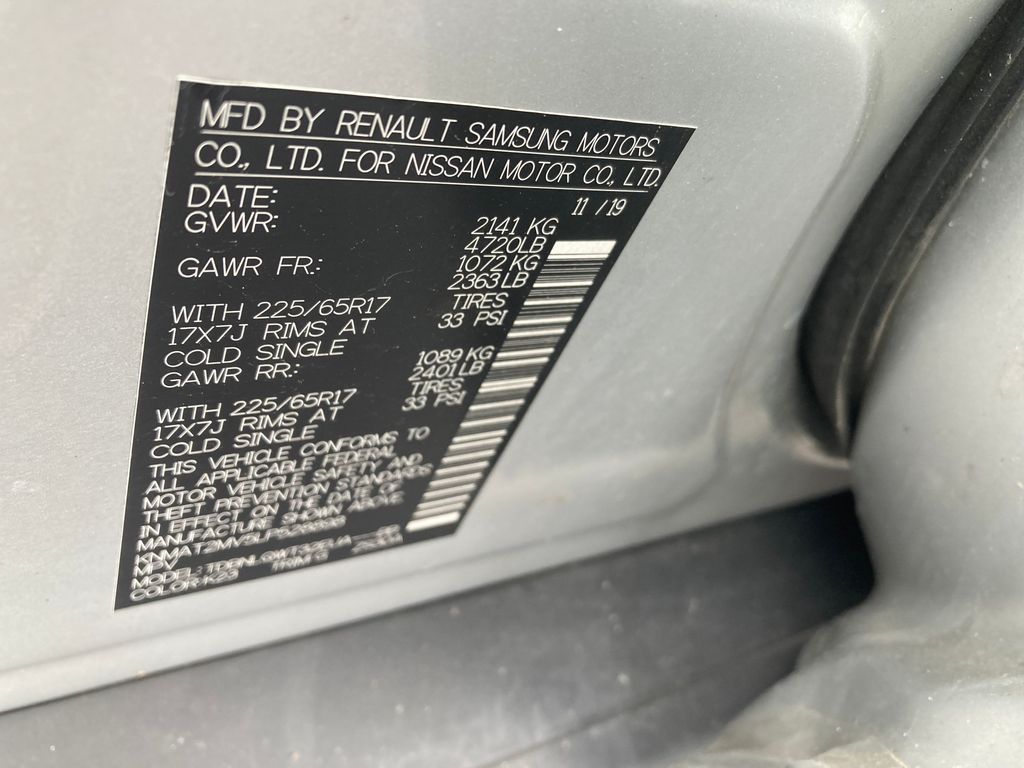 MFD BY RENAULT SAMSUNG MOTORS
CO., LTD. FOR NISSAN MOTOR CO., LTD.
DATE: 11 / 19
GVWR: 2141 KG
4720LB
GAWR FR.: 1072 KG
2363 LB
WITH 225/65R17 TIRES
17X7J RIMS AT 33 PSI
COLD SINGLE
GAWR RR.: 1089 KG
2401 LB
WITH 225/65R17 TIRES
17X7J RIMS AT 33 PSI
COLD SINGLE
THIS VEHICLE CONFORMS TO
ALL APPLICABLE FEDERAL
MOTOR VEHICLE SAFETY AND
THEFT PREVENTION STANDARDS
IN EFFECT ON THE DATE OF
MANUFACTURE SHOWN ABOVE
MPV
MODEL:
COLOR:K23 TRIM:G